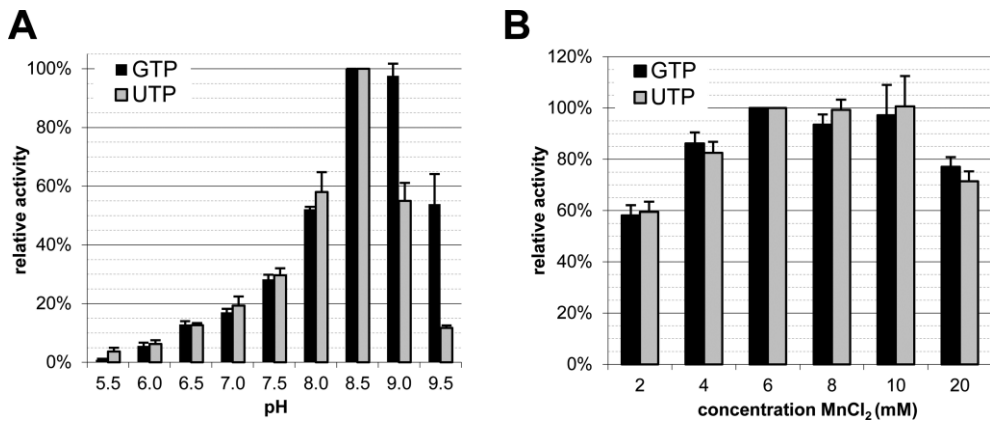 A
GTP
UTP
100%
80%
60%
40%
20%
0%
relative activity
5.5 6.0 6.5 7.0 7.5 8.0 8.5 9.0 9.5
pH
B
GTP
UTP
120%
100%
80%
60%
40%
20%
0%
relative activity
2 4 6 8 10 20
concentration MnCl₂ (mM)